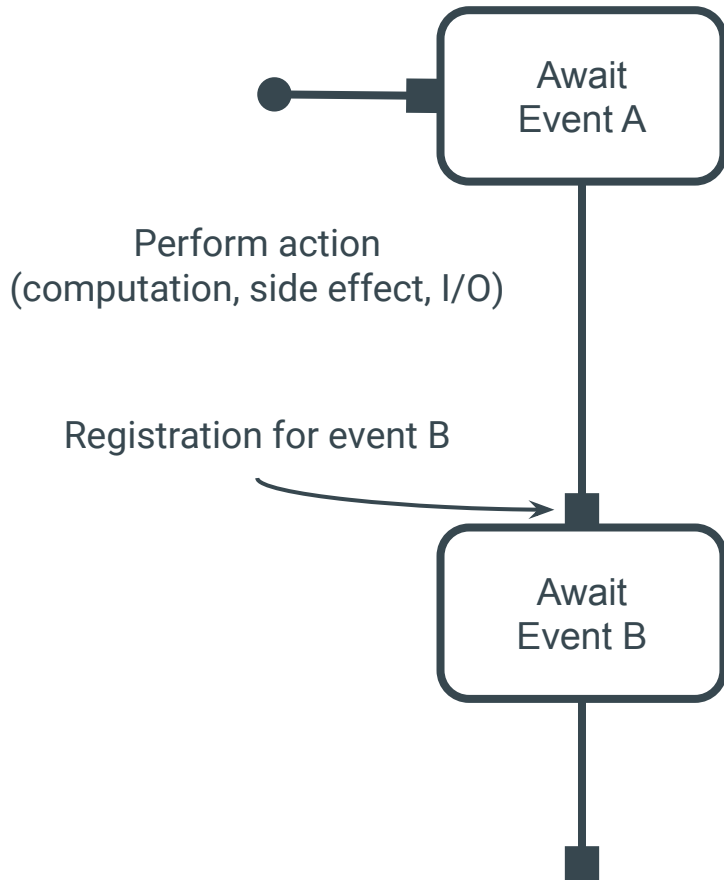 Await
Event A
Perform action
(computation, side effect, I/O)
Registration for event B
Await
Event B